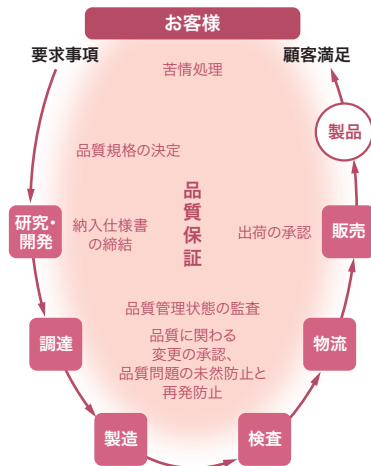 お客様
要求事項
顧客満足
苦情処理
製品
品質規格の決定
品質保証
研究・
開発
納入仕様書
の締結
出荷の承認
販売
品質管理状態の監査
調達
品質に関わる
変更の承認、
品質問題の未然防止と
再発防止
物流
製造
検査